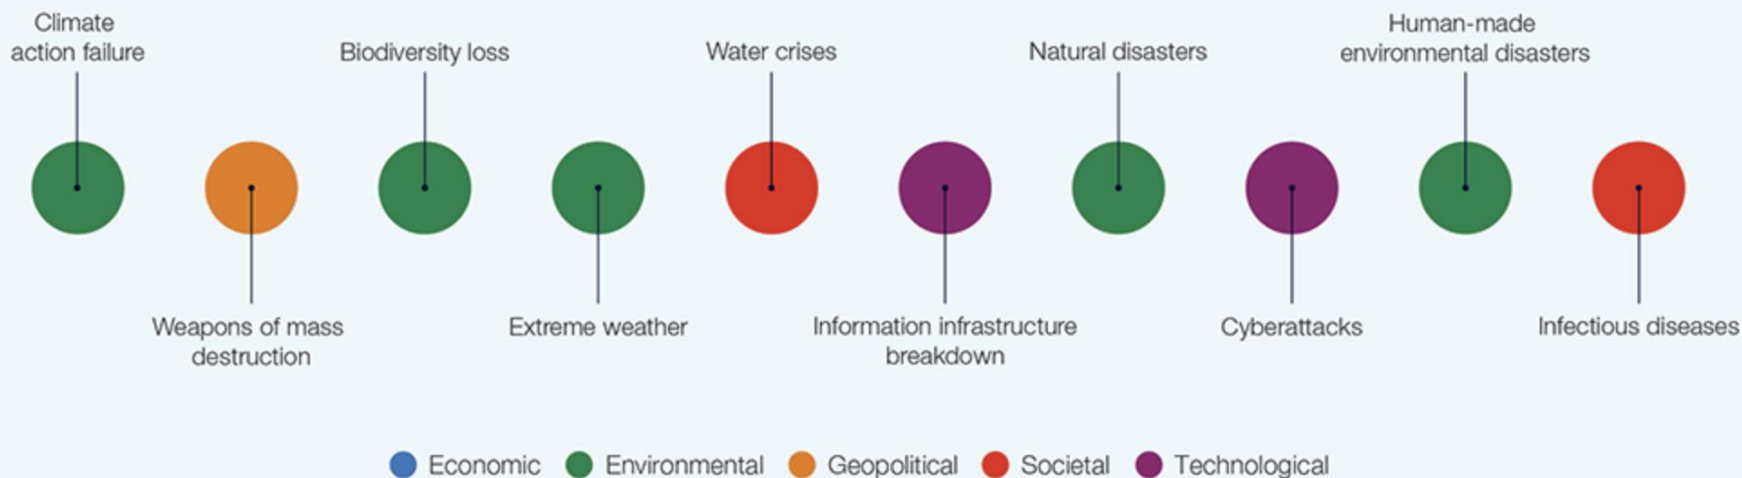 Climate
action failure
Weapons of mass
destruction
Biodiversity loss
Extreme weather
Water crises
Information infrastructure
breakdown
Natural disasters
Cyberattacks
Human-made
environmental disasters
Infectious diseases
Economic
Environmental
Geopolitical
Societal
Technological